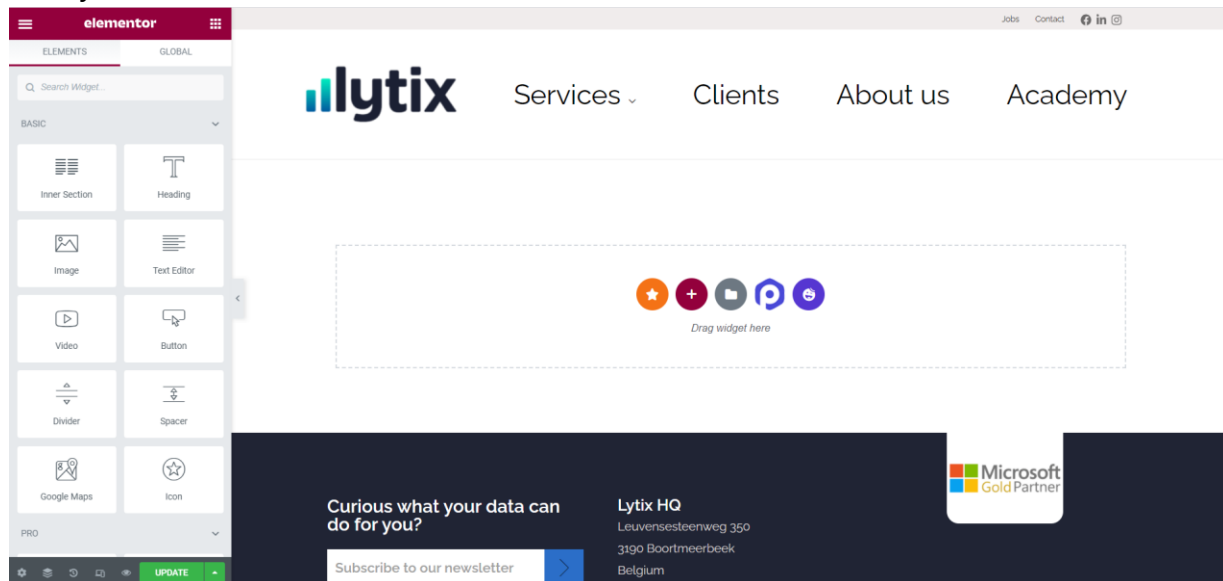 elementor
ELEMENTS GLOBAL
Search Widget...
BASIC
Inner Section Heading
Image Text Editor
Video Button
Divider Spacer
Google Maps Icon
PRO
UPDATE
Jobs Contact
lytix Services Clients About us Academy
Drag widget here
Microsoft
Gold Partner
Curious what your data can
do for you?
Subscribe to our newsletter
Lytix HQ
Leuvensesteenweg 350
3190 Boortmeerbeek
Belgium